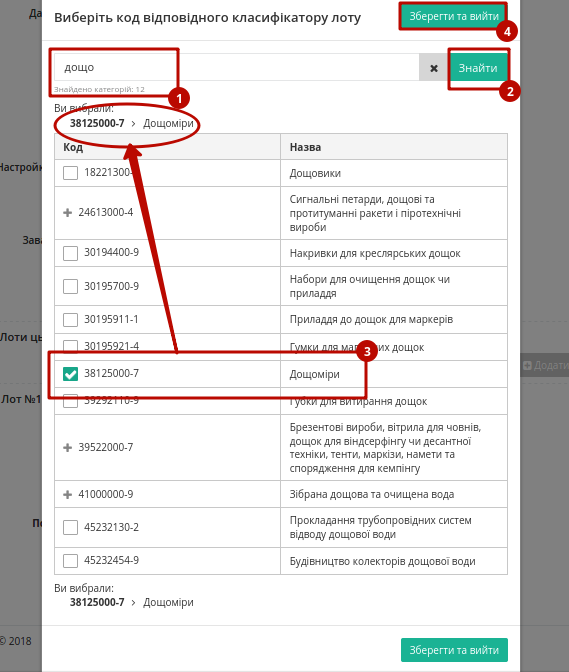 Да
Виберіть код відповідного класифікатору лоту
Зберегти та вийти
4
дощо
✖
Знайти
Знайдено категорій: 12
1
2
Ви вибрали:
38125000-7 > Дощоміри
Код Назва
18221300- Дощовики
24613000-4
Сигнальні петарди, дощові та
протитуманні ракети і піротехнічні
вироби
30194400-9 Накривки для креслярських дощок
30195700-9
Набори для очищення дощок чи
приладдя
30195911-1 Приладдя до дощок для маркерів
30195921-4 Гумки для дощок
3
38125000-7 Дощоміри
39292110-9 Губки для витирання дощок
39522000-7
Брезентові вироби, вітрила для човнів,
дощок для віндсерфінгу чи десантної
техніки, тенти, маркізи, намети та
спорядження для кемпінгу
41000000-9 Зібрана дощова та очищена вода
45232130-2
Прокладання трубопровідних систем
відводу дощової води
45232454-9 Будівництво колекторів дощової води
Ви вибрали:
38125000-7 > Дощоміри
Зберегти та вийти
Настройк
Зава
Лоти ць
Додати
Лот №1
По
© 2018